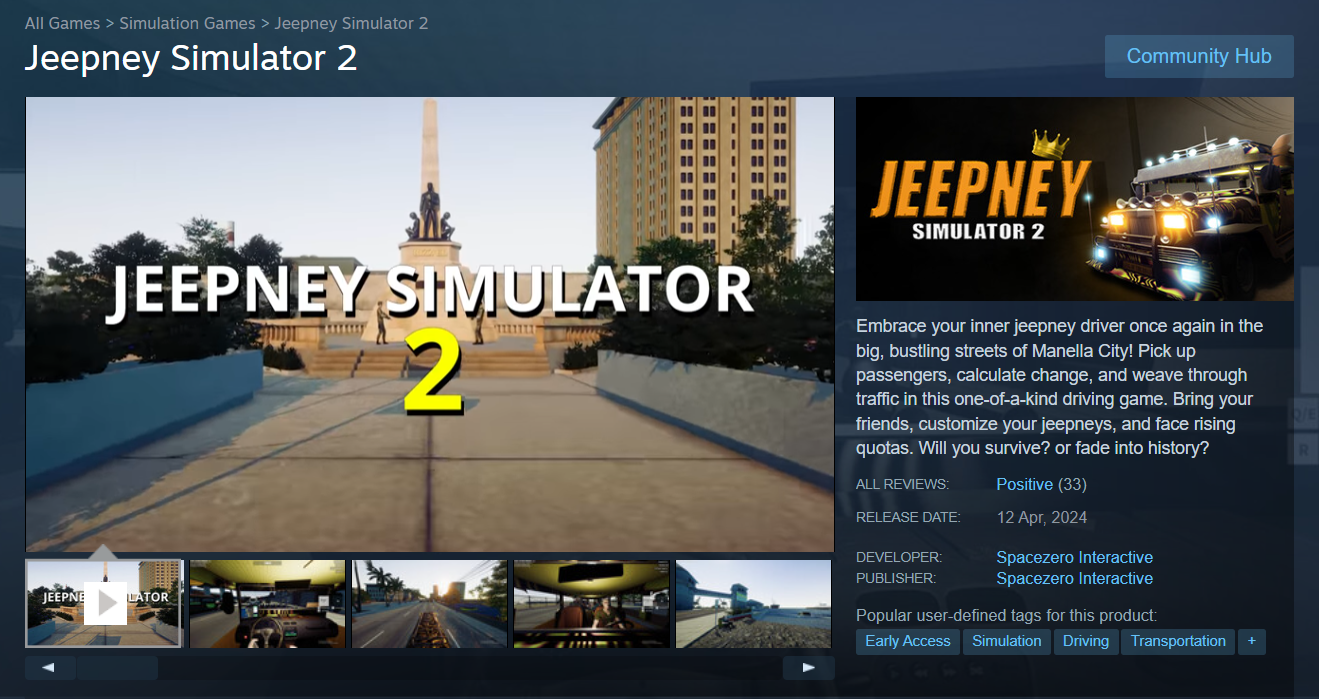 All Games > Simulation Games > Jeepney Simulator 2
Jeepney Simulator 2
Community Hub
JEEPNEY SIMULATOR
2
JEEPNEY
SIMULATOR 2
Embrace your inner jeepney driver once again in the
big, bustling streets of Manella City! Pick up
passengers, calculate change, and weave through
traffic in this one-of-a-kind driving game. Bring your
friends, customize your jeepneys, and face rising
quotas. Will you survive? or fade into history?
ALL REVIEWS: Positive (33)
RELEASE DATE: 12 Apr, 2024
DEVELOPER: Spacezero Interactive
PUBLISHER: Spacezero Interactive
Popular user-defined tags for this product:
Early Access Simulation Driving Transportation +
Q/E
R